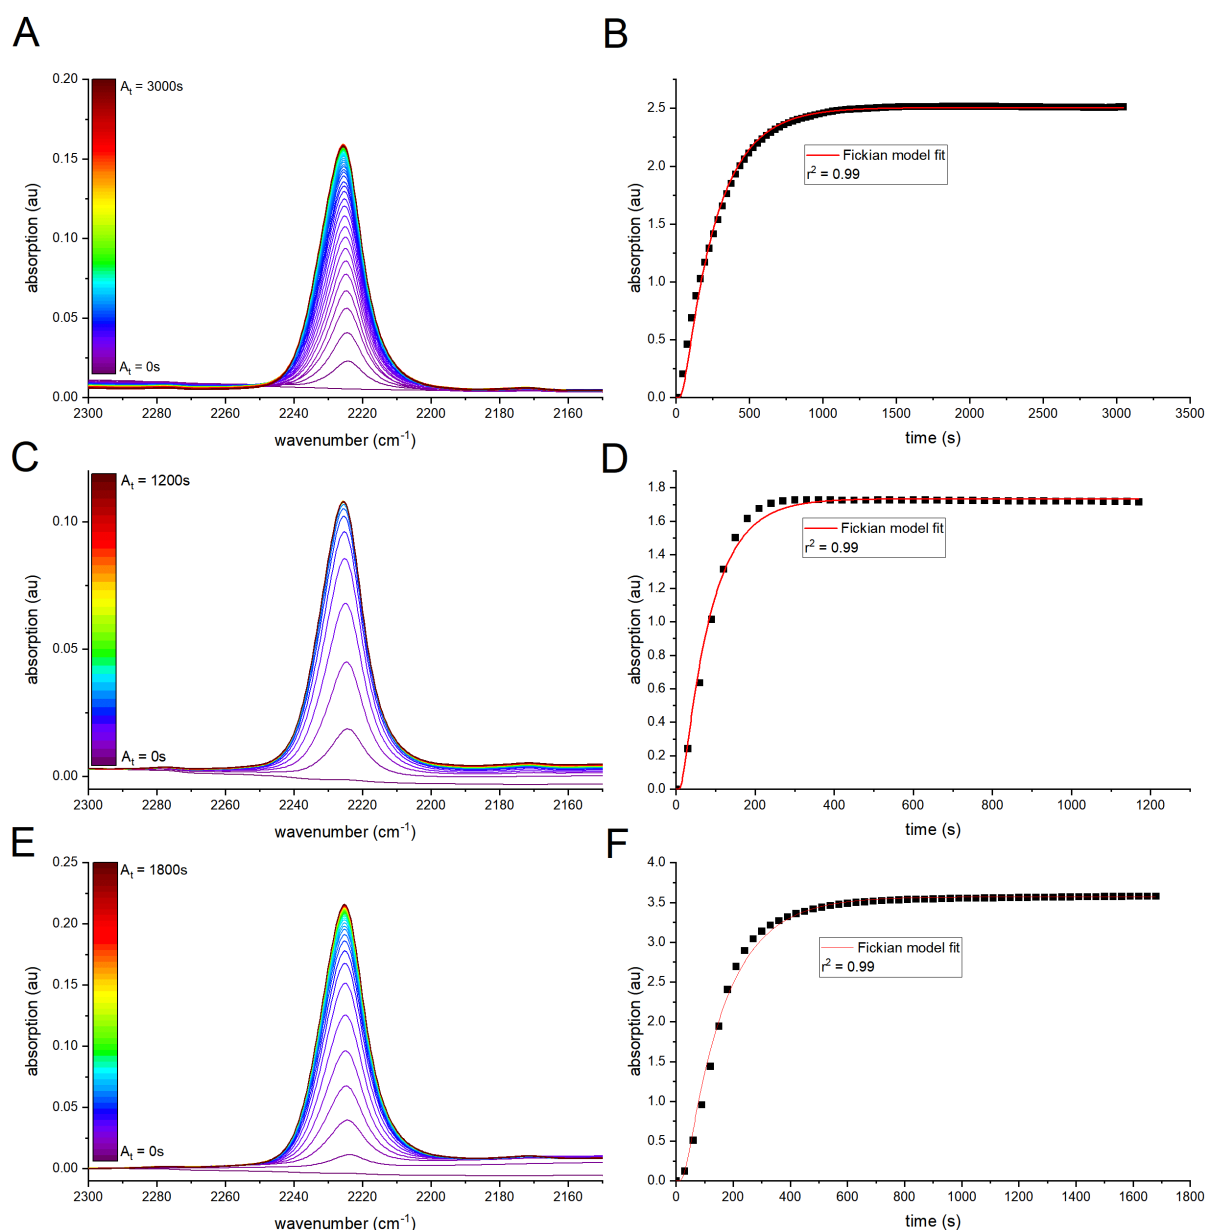 A
A_t = 3000s
A_t = 0s
0.20
0.15
0.10
0.05
0.00
absorption (au)
2300 2280 2260 2240 2220 2200 2180 2160
wavenumber (cm⁻¹)
B
2.5
2.0
1.5
1.0
0.5
0.0
absorption (au)
Fickian model fit
r² = 0.99
0 500 1000 1500 2000 2500 3000 3500
time (s)
C
A_t = 1200s
A_t = 0s
0.10
0.05
0.00
absorption (au)
2300 2280 2260 2240 2220 2200 2180 2160
wavenumber (cm⁻¹)
D
1.8
1.6
1.4
1.2
1.0
0.8
0.6
0.4
0.2
0.0
absorption (au)
Fickian model fit
r² = 0.99
0 200 400 600 800 1000 1200
time (s)
E
A_t = 1800s
A_t = 0s
0.25
0.20
0.15
0.10
0.05
0.00
absorption (au)
2300 2280 2260 2240 2220 2200 2180 2160
wavenumber (cm⁻¹)
F
4.0
3.5
3.0
2.5
2.0
1.5
1.0
0.5
0.0
absorption (au)
Fickian model fit
r² = 0.99
0 200 400 600 800 1000 1200 1400 1600 1800
time (s)